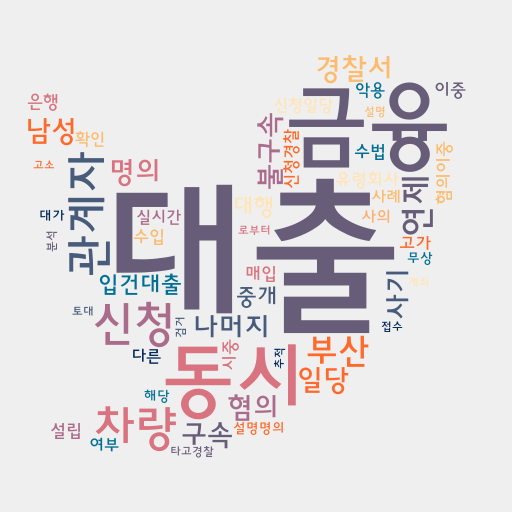 경찰서
은행
악용
이중
금융
신청일당
설명
남성
확인
불구속
신청경찰
수법
고소
관계자
명의
유령회사
혐의이중
연제
대출
대행
사례
대가
실시간
사의
분석
수입
로부터
고가
무상
입건대출
매입
사기
중개
토대
신청
검거
나머지
접수
동시
다른
시중
추적
부산
일당
해당
차량
혐의
설립
여부
구속
설명명의
타고경찰